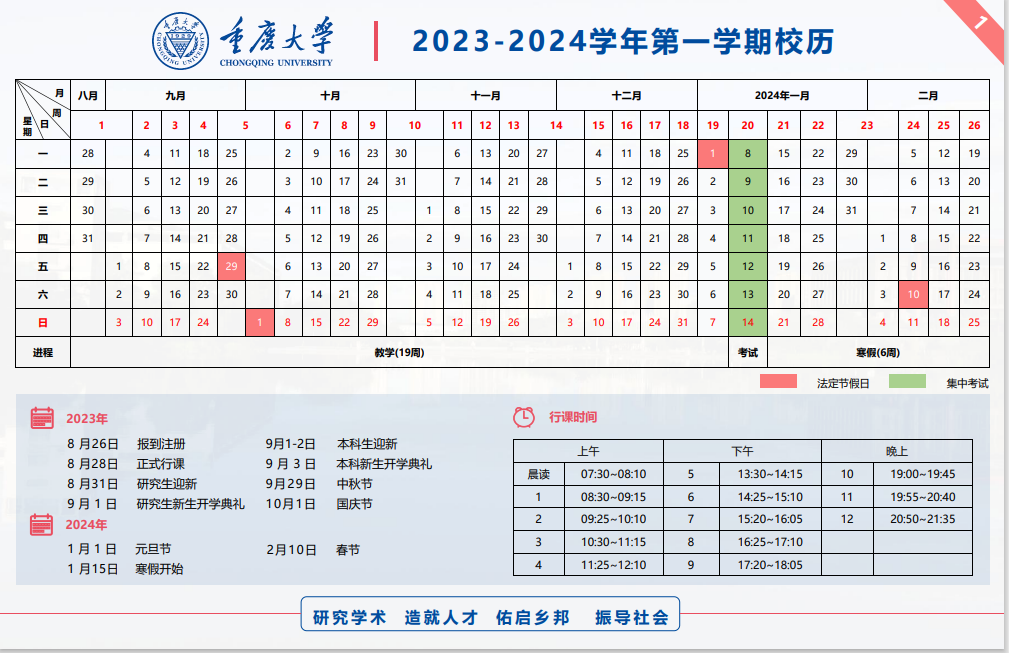 重庆大学
CHONGQING UNIVERSITY
2023-2024学年第一学期校历
1
月 周 日 星期 八月 九月 十月 十一月 十二月 2024年一月 二月
1 2 3 4 5 6 7 8 9 10 11 12 13 14 15 16 17 18 19 20 21 22 23 24 25 26
一 28 4 11 18 25 2 9 16 23 30 6 13 20 27 4 11 18 25 1 8 15 22 29 5 12 19
二 29 5 12 19 26 3 10 17 24 31 7 14 21 28 5 12 19 26 2 9 16 23 30 6 13 20
三 30 6 13 20 27 4 11 18 25 1 8 15 22 29 6 13 20 27 3 10 17 24 31 7 14 21
四 31 7 14 21 28 5 12 19 26 2 9 16 23 30 7 14 21 28 4 11 18 25 1 8 15 22
五 1 8 15 22 29 6 13 20 27 3 10 17 24 1 8 15 22 29 5 12 19 26 2 9 16 23
六 2 9 16 23 30 7 14 21 28 4 11 18 25 2 9 16 23 30 6 13 20 27 3 10 17 24
日 3 10 17 24 1 8 15 22 29 5 12 19 26 3 10 17 24 31 7 14 21 28 4 11 18 25
进程 教学(19周) 考试 寒假(6周)
法定节假日 集中考试
2023年
8 月26日 报到注册 9月1-2日 本科生迎新
8 月28日 正式行课 9 月 3 日 本科新生开学典礼
8 月31日 研究生迎新 9月29日 中秋节
9 月 1 日 研究生新生开学典礼 10月1日 国庆节
2024年
1 月 1 日 元旦节 2月10日 春节
1 月15日 寒假开始
行课时间
上午 下午 晚上
晨读 07:30~08:10 5 13:30~14:15 10 19:00~19:45
1 08:30~09:15 6 14:25~15:10 11 19:55~20:40
2 09:25~10:10 7 15:20~16:05 12 20:50~21:35
3 10:30~11:15 8 16:25~17:10
4 11:25~12:10 9 17:20~18:05
研究学术 造就人才 佑启乡邦 振导社会